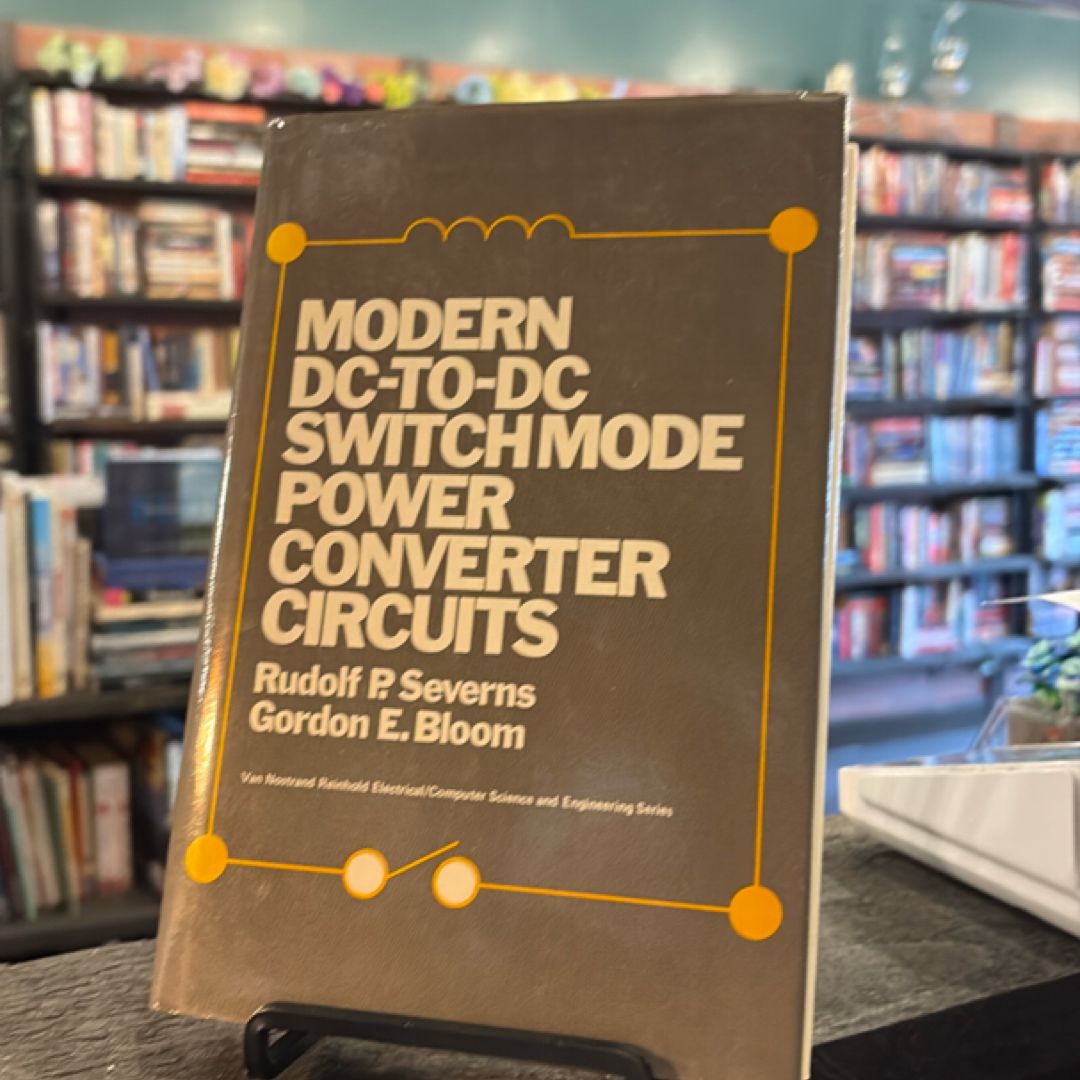 MODERN
DC-TO-DC
SWITCHMODE
POWER
CONVERTER
CIRCUITS
Rudolf P. Severns
Gordon E. Bloom
Van Nostrand Reinhold Electrical/Computer Science and Engineering Series